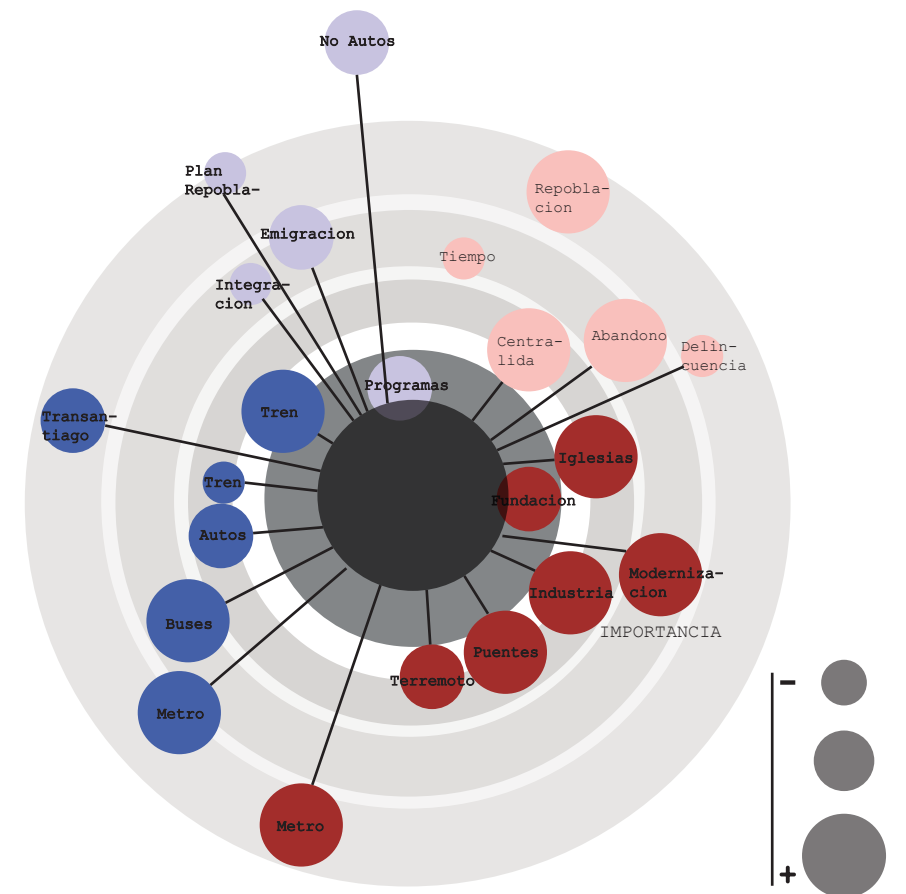 No Autos
Plan
Repobla-
Repobla-
cion
Emigracion
Tiempo
Integra-
cion
Centra-
lida
Abandono
Delin-
cuencia
Programas
Tren
Transan-
tiago
Iglesias
Tren
Fundacion
Autos
Moderniza-
cion
Industria
Buses
IMPORTANCIA
Puentes
Terremoto
Metro
Metro
-
+